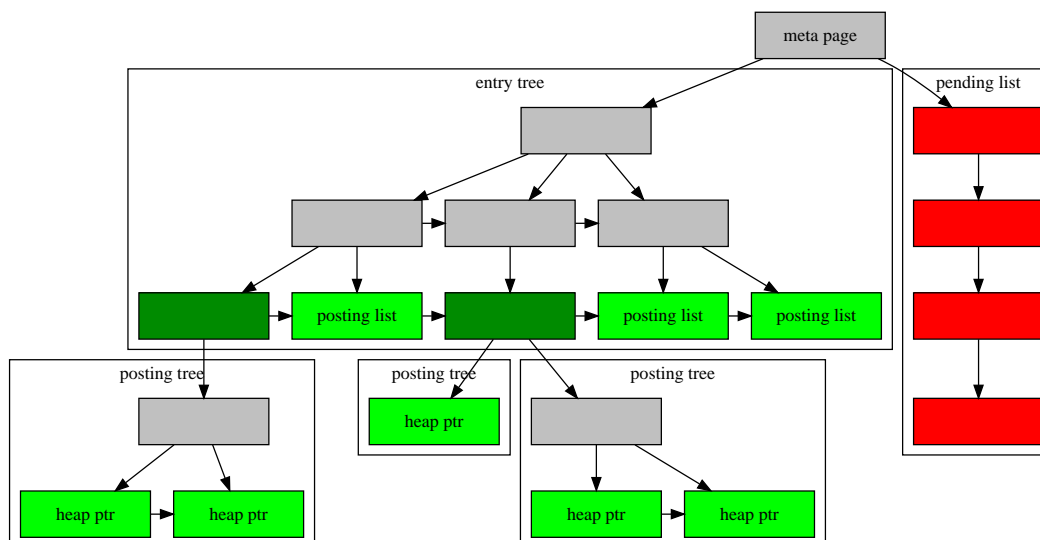 meta page
entry tree
pending list
posting list
posting list
posting list
posting tree
posting tree
posting tree
heap ptr
heap ptr
heap ptr
heap ptr
heap ptr